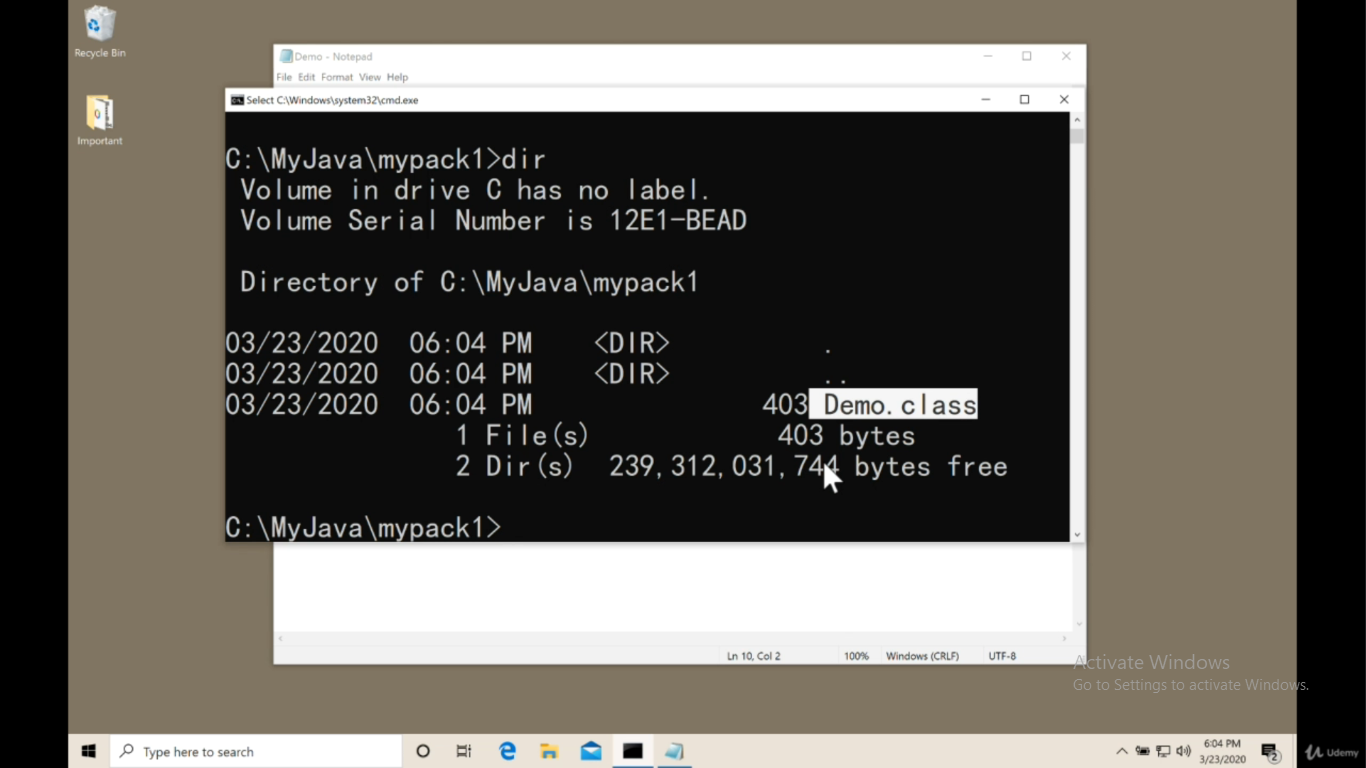 Recycle Bin
Important
Demo - Notepad
File Edit Format View Help
Select C:\Windows\system32\cmd.exe
C:\MyJava\mypack1>dir
Volume in drive C has no label.
Volume Serial Number is 12E1-BEAD
Directory of C:\MyJava\mypack1
03/23/2020 06:04 PM <DIR> .
03/23/2020 06:04 PM <DIR> ..
03/23/2020 06:04 PM 403 Demo.class
1 File(s) 403 bytes
2 Dir(s) 239,312,031,744 bytes free
C:\MyJava\mypack1>
Ln 10, Col 2 100% Windows (CRLF) UTF-8
Activate Windows
Go to Settings to activate Windows.
Type here to search
6:04 PM
3/23/2020
2
Udemy